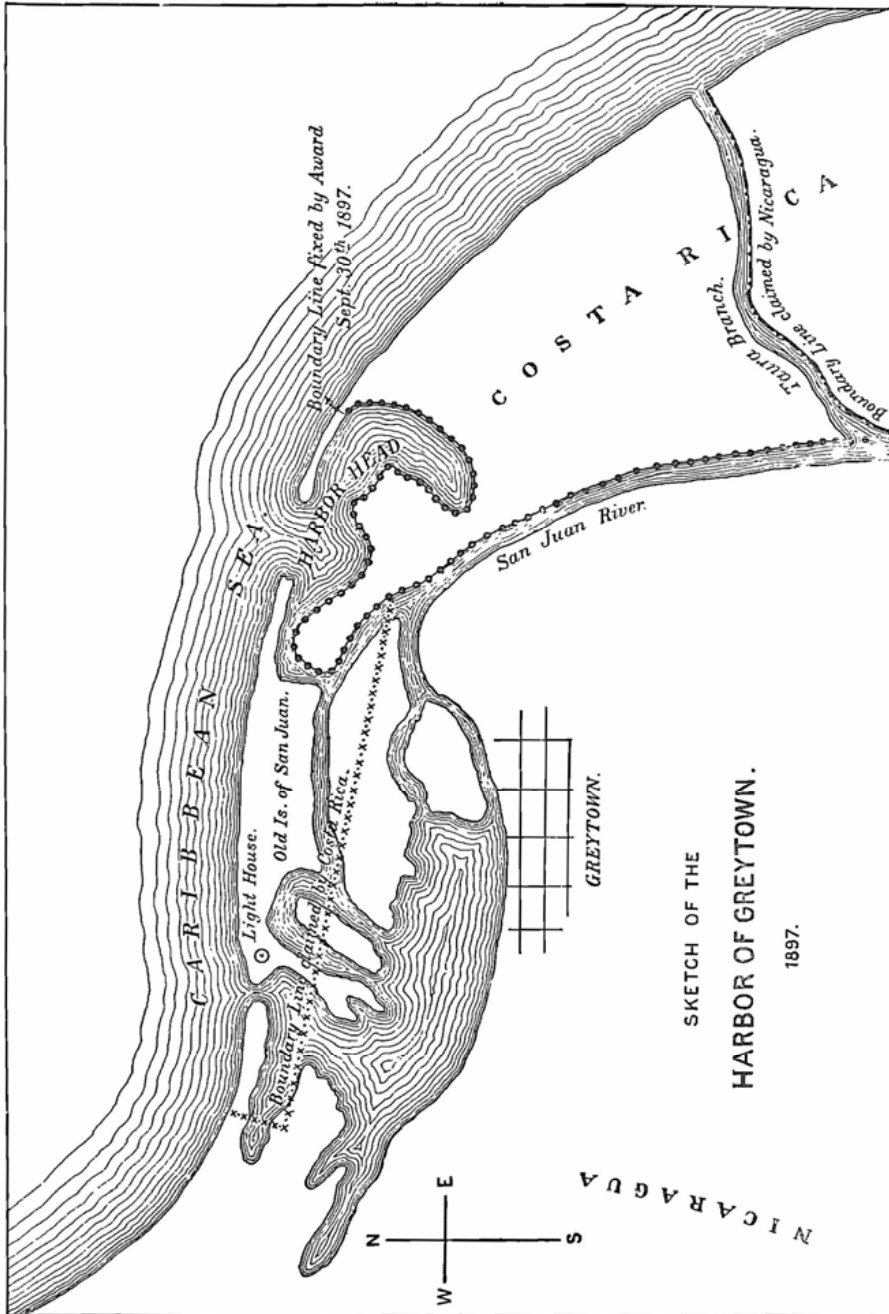 CARIBBEAN SEA.
Boundary Line fixed by Award
Sept. 30th 1897.
HARBOR HEAD
Light House.
Old Is. of San Juan.
Boundary Line claimed by Costa Rica.
COSTA RICA
San Juan River.
Taura Branch.
Boundary Line claimed by Nicaragua.
GREYTOWN.
SKETCH OF THE
HARBOR OF GREYTOWN.
1897.
N
W E
S
NICARAGUA